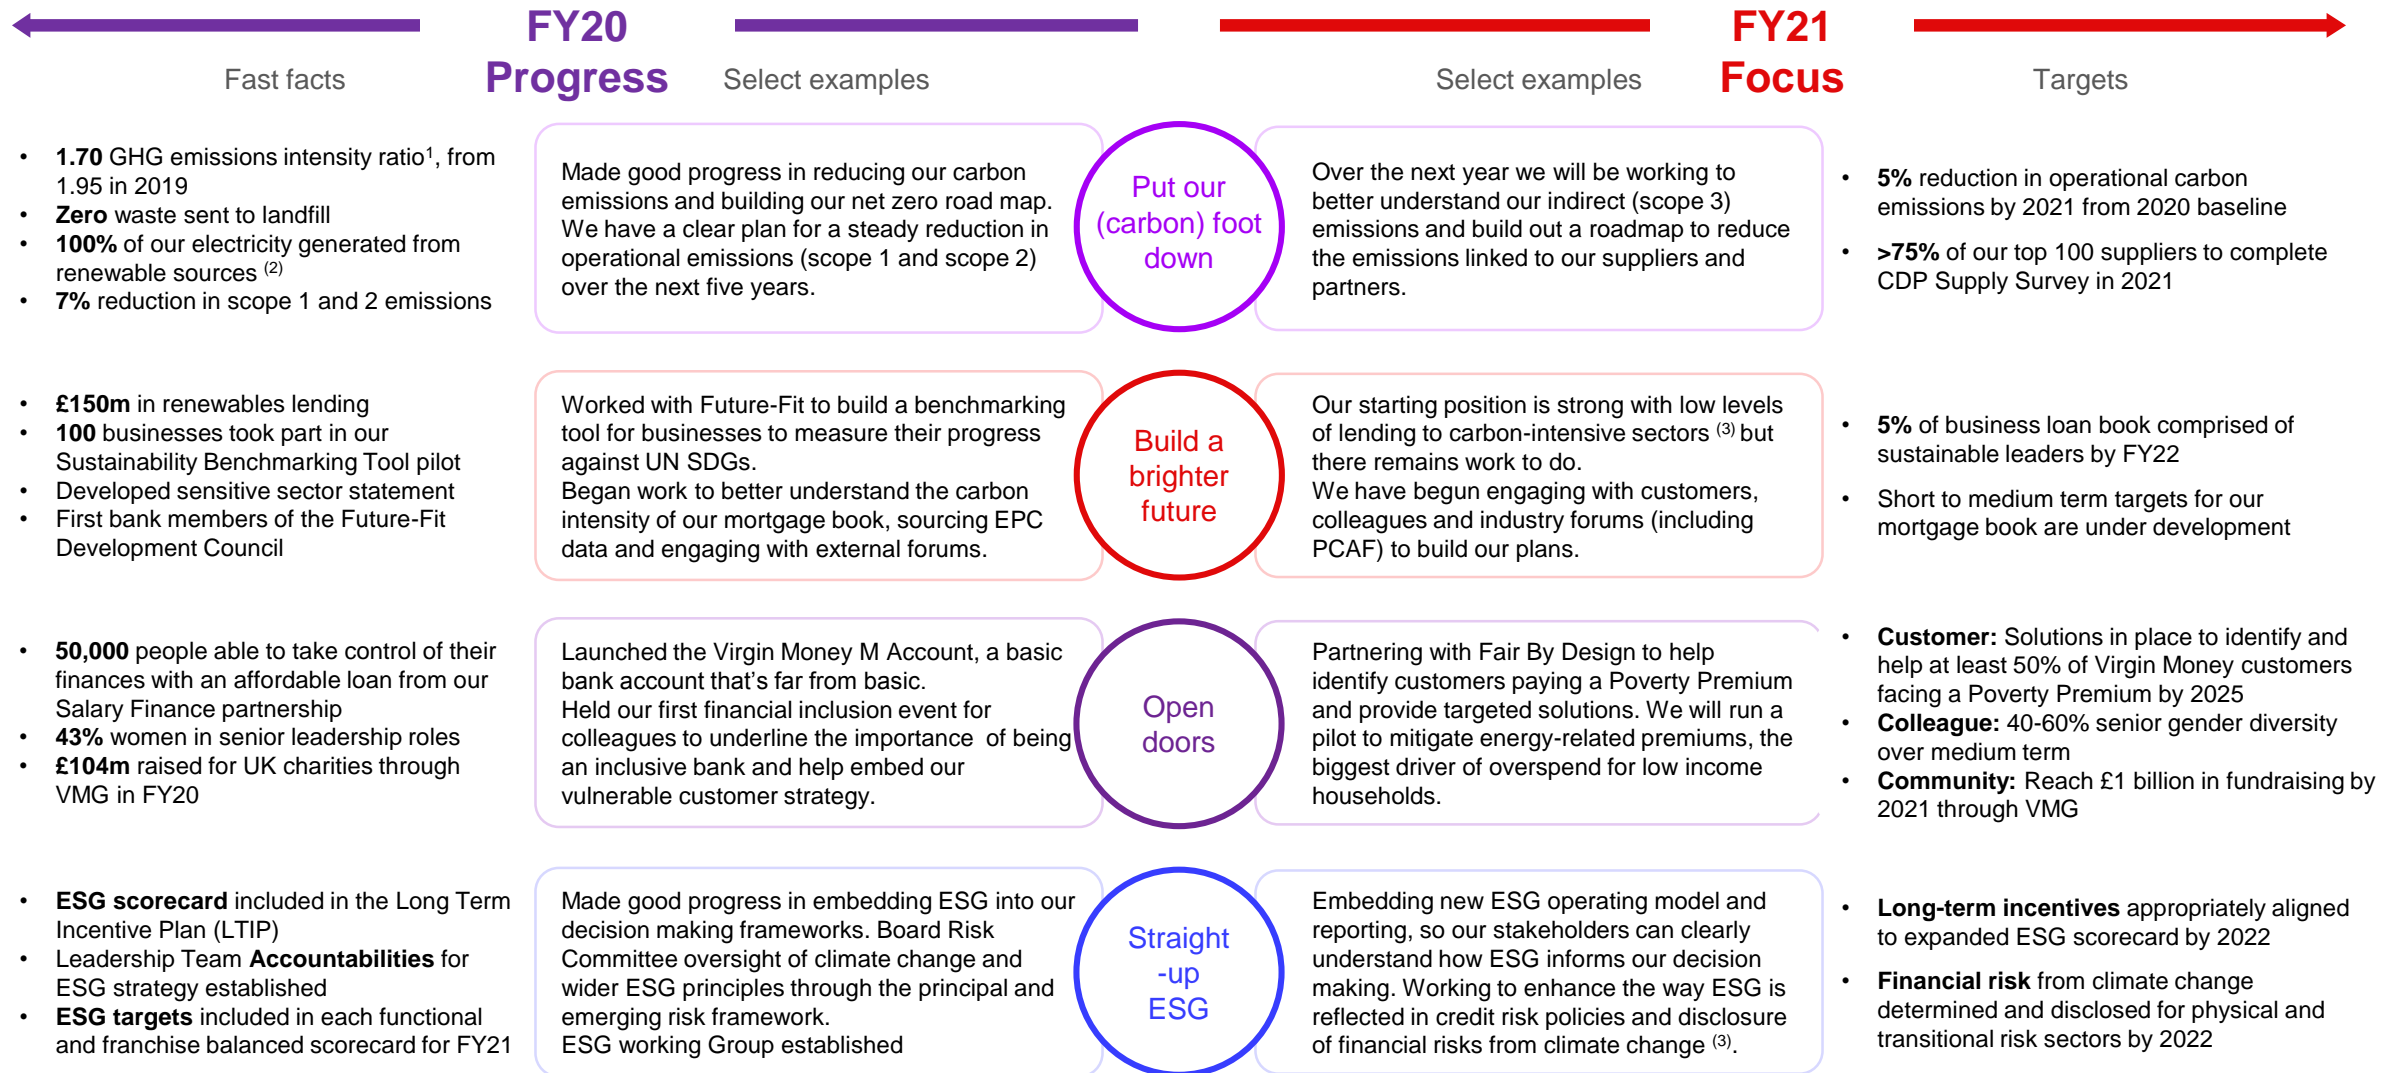 FY20
Progress
FY21
Focus
Fast facts
Select examples
Select examples
Targets
• 1.70 GHG emissions intensity ratio¹, from
1.95 in 2019
• Zero waste sent to landfill
• 100% of our electricity generated from
renewable sources (2)
• 7% reduction in scope 1 and 2 emissions
Made good progress in reducing our carbon
emissions and building our net zero road map.
We have a clear plan for a steady reduction in
operational emissions (scope 1 and scope 2)
over the next five years.
Put our
(carbon) foot
down
Over the next year we will be working to
better understand our indirect (scope 3)
emissions and build out a roadmap to reduce
the emissions linked to our suppliers and
partners.
• 5% reduction in operational carbon
emissions by 2021 from 2020 baseline
• >75% of our top 100 suppliers to complete
CDP Supply Survey in 2021
• £150m in renewables lending
• 100 businesses took part in our
Sustainability Benchmarking Tool pilot
• Developed sensitive sector statement
• First bank members of the Future-Fit
Development Council
Worked with Future-Fit to build a benchmarking
tool for businesses to measure their progress
against UN SDGs.
Began work to better understand the carbon
intensity of our mortgage book, sourcing EPC
data and engaging with external forums.
Build a
brighter
future
Our starting position is strong with low levels
of lending to carbon-intensive sectors (3) but
there remains work to do.
We have begun engaging with customers,
colleagues and industry forums (including
PCAF) to build our plans.
• 5% of business loan book comprised of
sustainable leaders by FY22
• Short to medium term targets for our
mortgage book are under development
• 50,000 people able to take control of their
finances with an affordable loan from our
Salary Finance partnership
• 43% women in senior leadership roles
• £104m raised for UK charities through
VMG in FY20
Launched the Virgin Money M Account, a basic
bank account that's far from basic.
Held our first financial inclusion event for
colleagues to underline the importance of being
an inclusive bank and help embed our
vulnerable customer strategy.
Open
doors
Partnering with Fair By Design to help
identify customers paying a Poverty Premium
and provide targeted solutions. We will run a
pilot to mitigate energy-related premiums, the
biggest driver of overspend for low income
households.
• Customer: Solutions in place to identify and
help at least 50% of Virgin Money customers
facing a Poverty Premium by 2025
• Colleague: 40-60% senior gender diversity
over medium term
• Community: Reach £1 billion in fundraising by
2021 through VMG
• ESG scorecard included in the Long Term
Incentive Plan (LTIP)
• Leadership Team Accountabilities for
ESG strategy established
• ESG targets included in each functional
and franchise balanced scorecard for FY21
Made good progress in embedding ESG into our
decision making frameworks. Board Risk
Committee oversight of climate change and
wider ESG principles through the principal and
emerging risk framework.
ESG working Group established
Straight
-up
ESG
Embedding new ESG operating model and
reporting, so our stakeholders can clearly
understand how ESG informs our decision
making. Working to enhance the way ESG is
reflected in credit risk policies and disclosure
of financial risks from climate change (3).
• Long-term incentives appropriately aligned
to expanded ESG scorecard by 2022
• Financial risk from climate change
determined and disclosed for physical and
transitional risk sectors by 2022